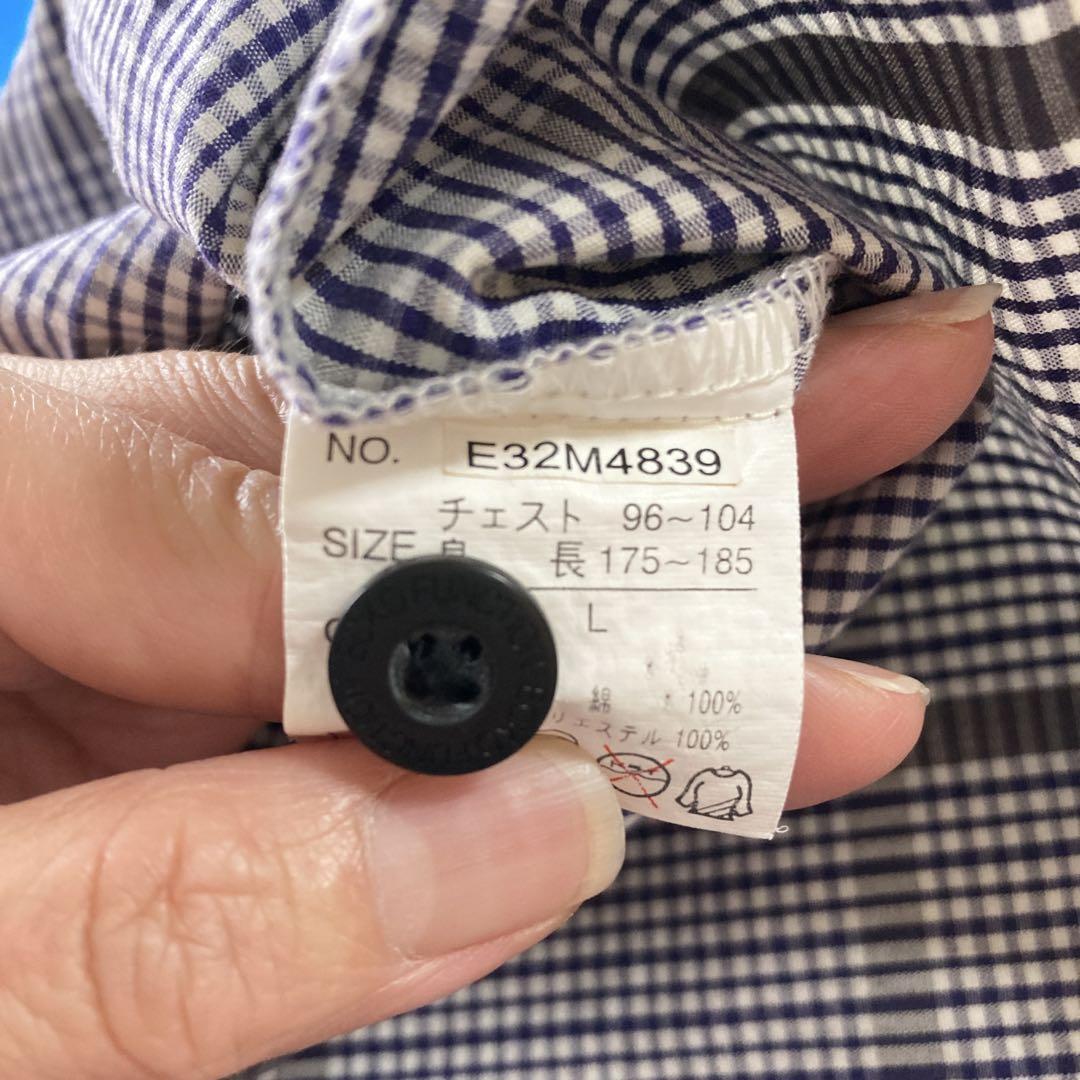 NO. E32M4839
チェスト 96～104
SIZE 身 長 175～185
L
綿 : 100%
リエステル 100%